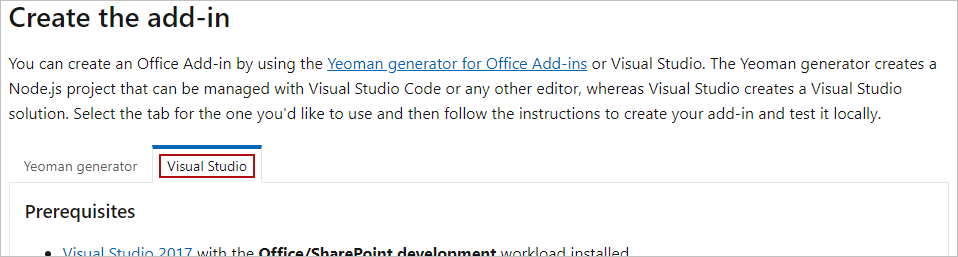 Create the add-in
You can create an Office Add-in by using the Yeoman generator for Office Add-ins or Visual Studio. The Yeoman generator creates a
Node.js project that can be managed with Visual Studio Code or any other editor, whereas Visual Studio creates a Visual Studio
solution. Select the tab for the one you'd like to use and then follow the instructions to create your add-in and test it locally.
Yeoman generator Visual Studio
Prerequisites
• Visual Studio 2017 with the Office/SharePoint development workload installed